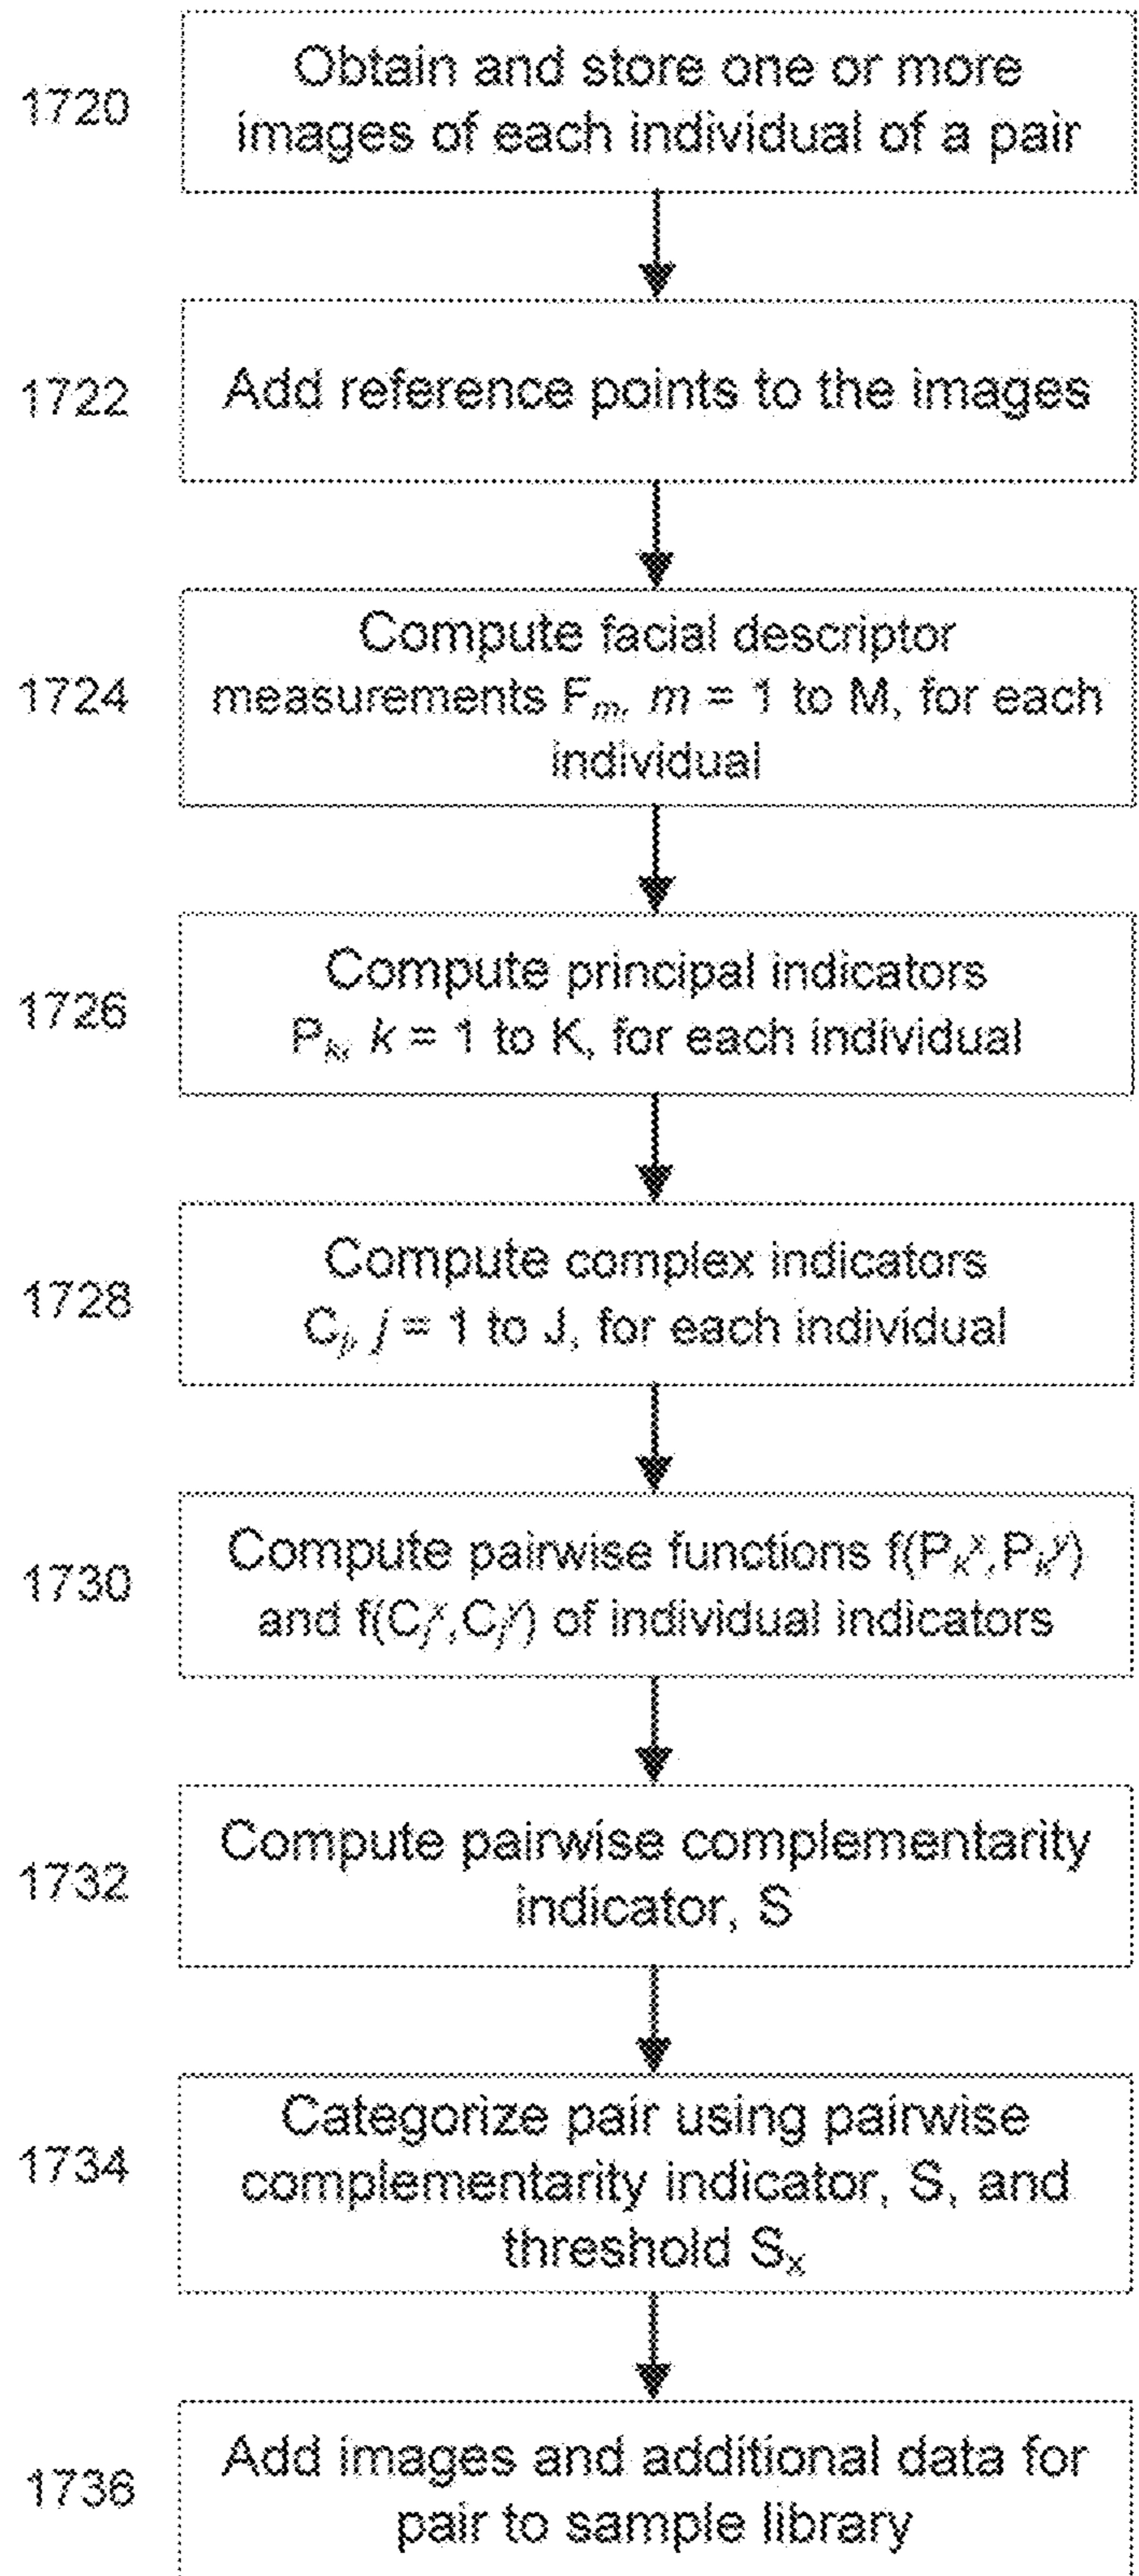 1720
Obtain and store one or more
images of each individual of a pair
1722
Add reference points to the images
1724
Compute facial descriptor
measurements Fₘ, m = 1 to M, for each
individual
1726
Compute principal indicators
Pₖ, k = 1 to K, for each individual
1728
Compute complex indicators
Cⱼ, j = 1 to J, for each individual
1730
Compute pairwise functions f(Pₖˣ,Pₖʸ)
and f(Cⱼˣ,Cⱼʸ) of individual indicators
1732
Compute pairwise complementarity
indicator, S
1734
Categorize pair using pairwise
complementarity indicator, S, and
threshold Sₓ
1736
Add images and additional data for
pair to sample library